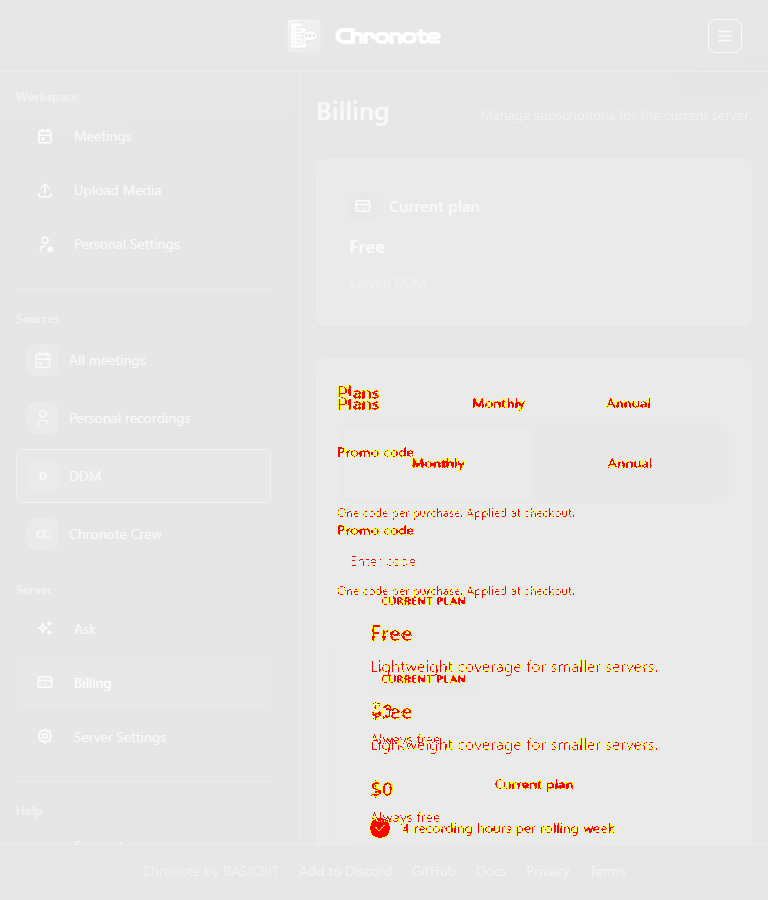 Chronote
Workspace
Meetings
Upload Media
Personal Settings
Sources
All meetings
Personal recordings
D DDM
CC Chronote Crew
Server
Ask
Billing
Server Settings
Help
Billing
Manage subscriptions for the current server.
Current plan
Free
Server: DDM
Plans
Plans Monthly Annual
Promo code
Monthly Annual
One code per purchase. Applied at checkout.
Promo code
Enter code
One code per purchase. Applied at checkout.
CURRENT PLAN
Free
Lightweight coverage for smaller servers.
CURRENT PLAN
$0
Free
Always free
Lightweight coverage for smaller servers.
$0 Current plan
Always free
4 recording hours per rolling week
Chronote by BASICBIT Add to Discord GitHub Docs Privacy Terms